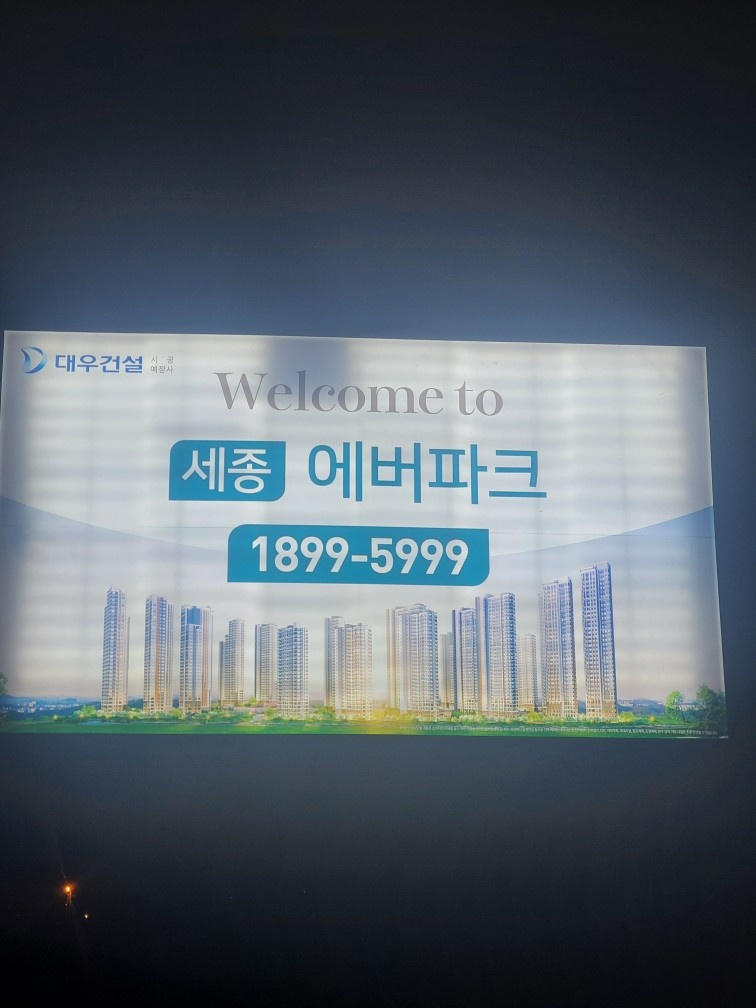 대우건설 시공
예정사
Welcome to
세종 에버파크
1899-5999